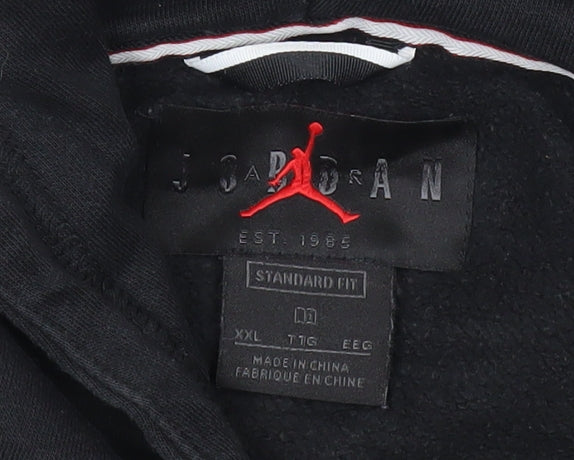 JORDAN
AIR
EST. 1985
STANDARD FIT
XXL TTG EEG
MADE IN CHINA
FABRIQUE EN CHINE